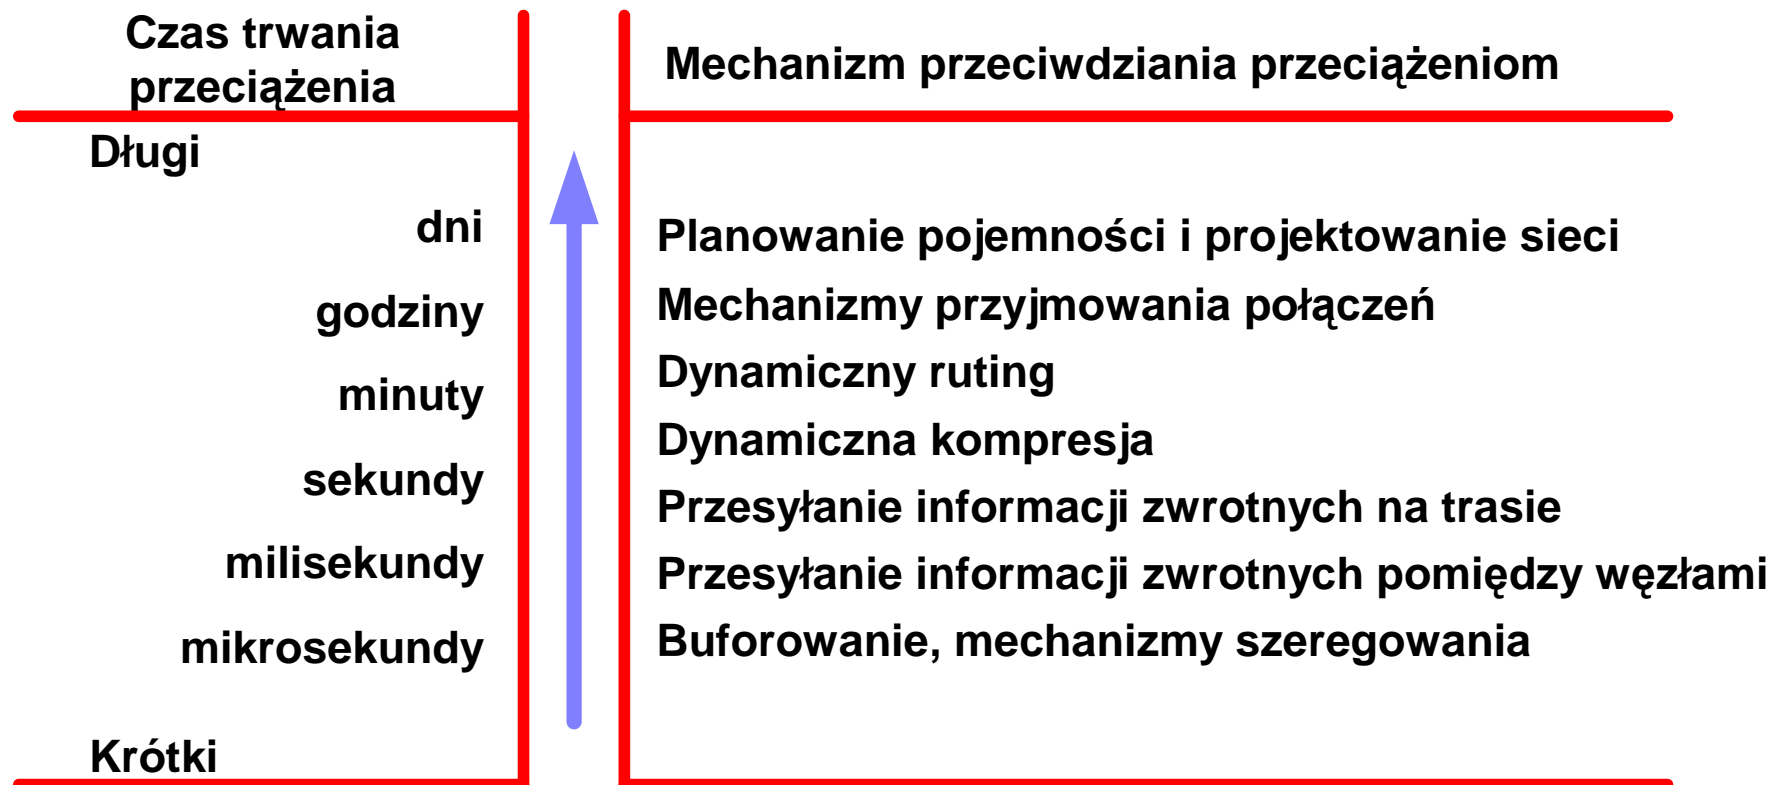 Czas trwania
przeciążenia
Mechanizm przeciwdziania przeciążeniom
Długi
dni
godziny
minuty
sekundy
milisekundy
mikrosekundy
Krótki
Planowanie pojemności i projektowanie sieci
Mechanizmy przyjmowania połączeń
Dynamiczny ruting
Dynamiczna kompresja
Przesyłanie informacji zwrotnych na trasie
Przesyłanie informacji zwrotnych pomiędzy węzłami
Buforowanie, mechanizmy szeregowania